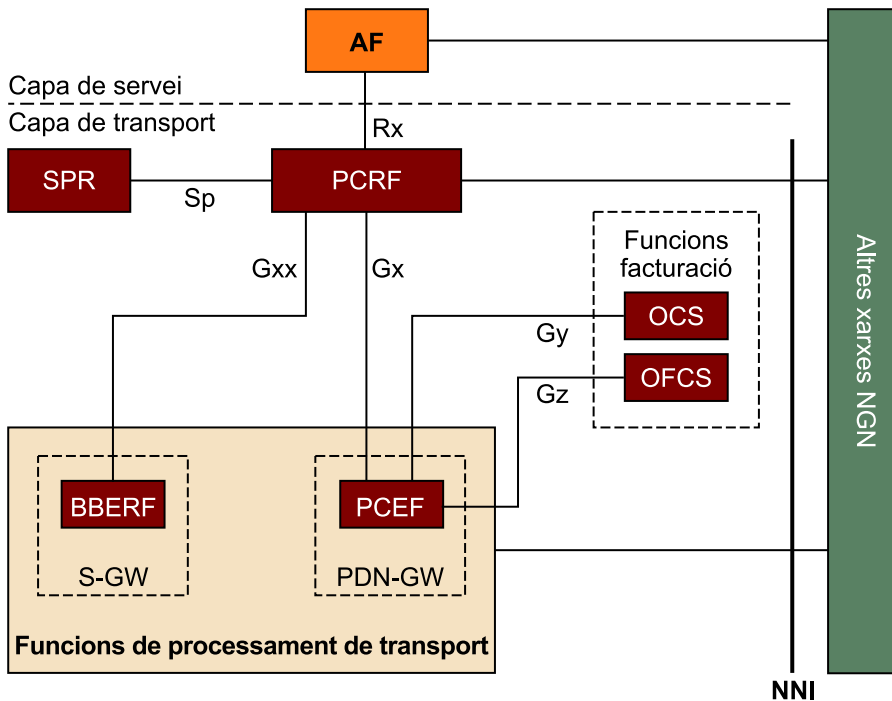 AF
Capa de servei
Capa de transport
Rx
SPR
Sp
PCRF
Gxx
Gx
Funcions
facturació
OCS
Gy
OFCS
Gz
BBERF
S-GW
PCEF
PDN-GW
Funcions de processament de transport
NNI
Altres xarxes NGN